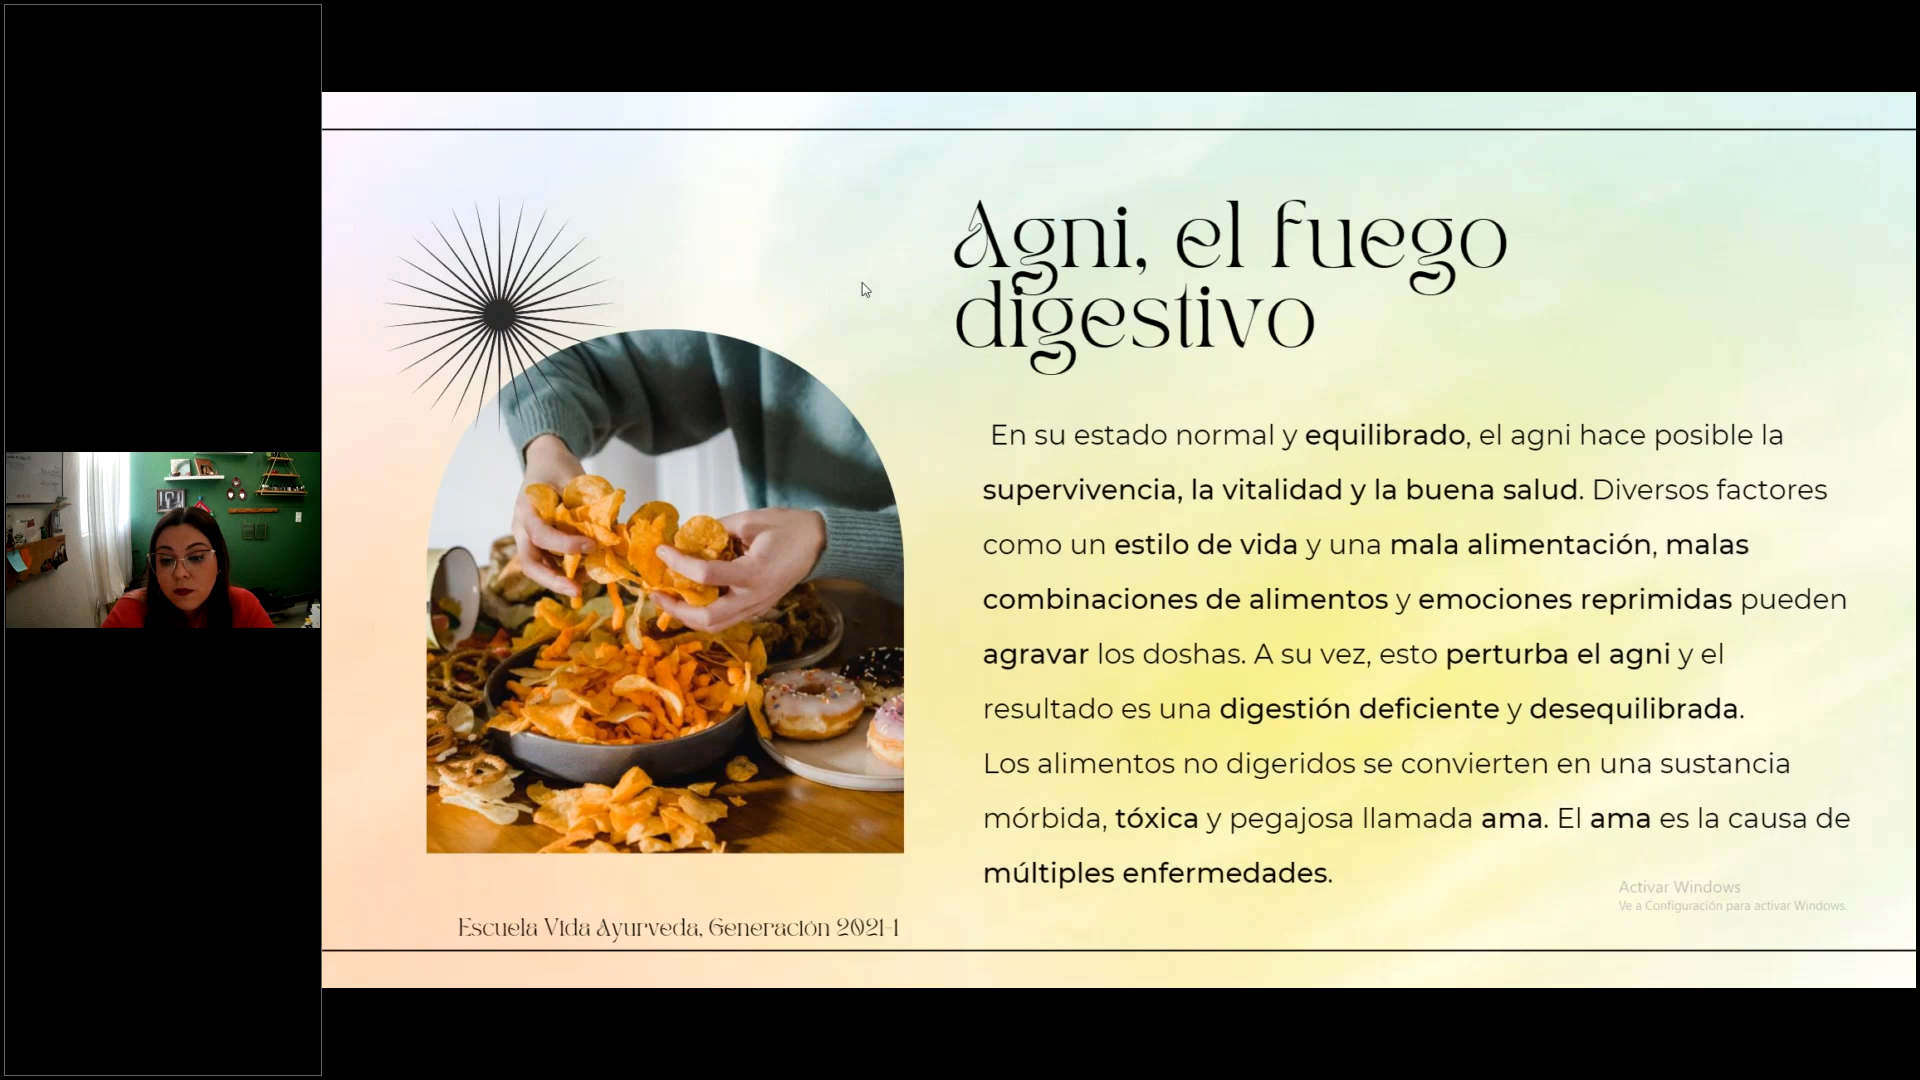 Agni, el fuego
digestivo
En su estado normal y equilibrado, el agni hace posible la
supervivencia, la vitalidad y la buena salud. Diversos factores
como un estilo de vida y una mala alimentación, malas
combinaciones de alimentos y emociones reprimidas pueden
agravar los doshas. A su vez, esto perturba el agni y el
resultado es una digestión deficiente y desequilibrada.
Los alimentos no digeridos se convierten en una sustancia
mórbida, tóxica y pegajosa llamada ama. El ama es la causa de
múltiples enfermedades.
Activar Windows
Ve a Configuración para activar Windows.
Escuela Vida Ayurveda, Generación 2021-1